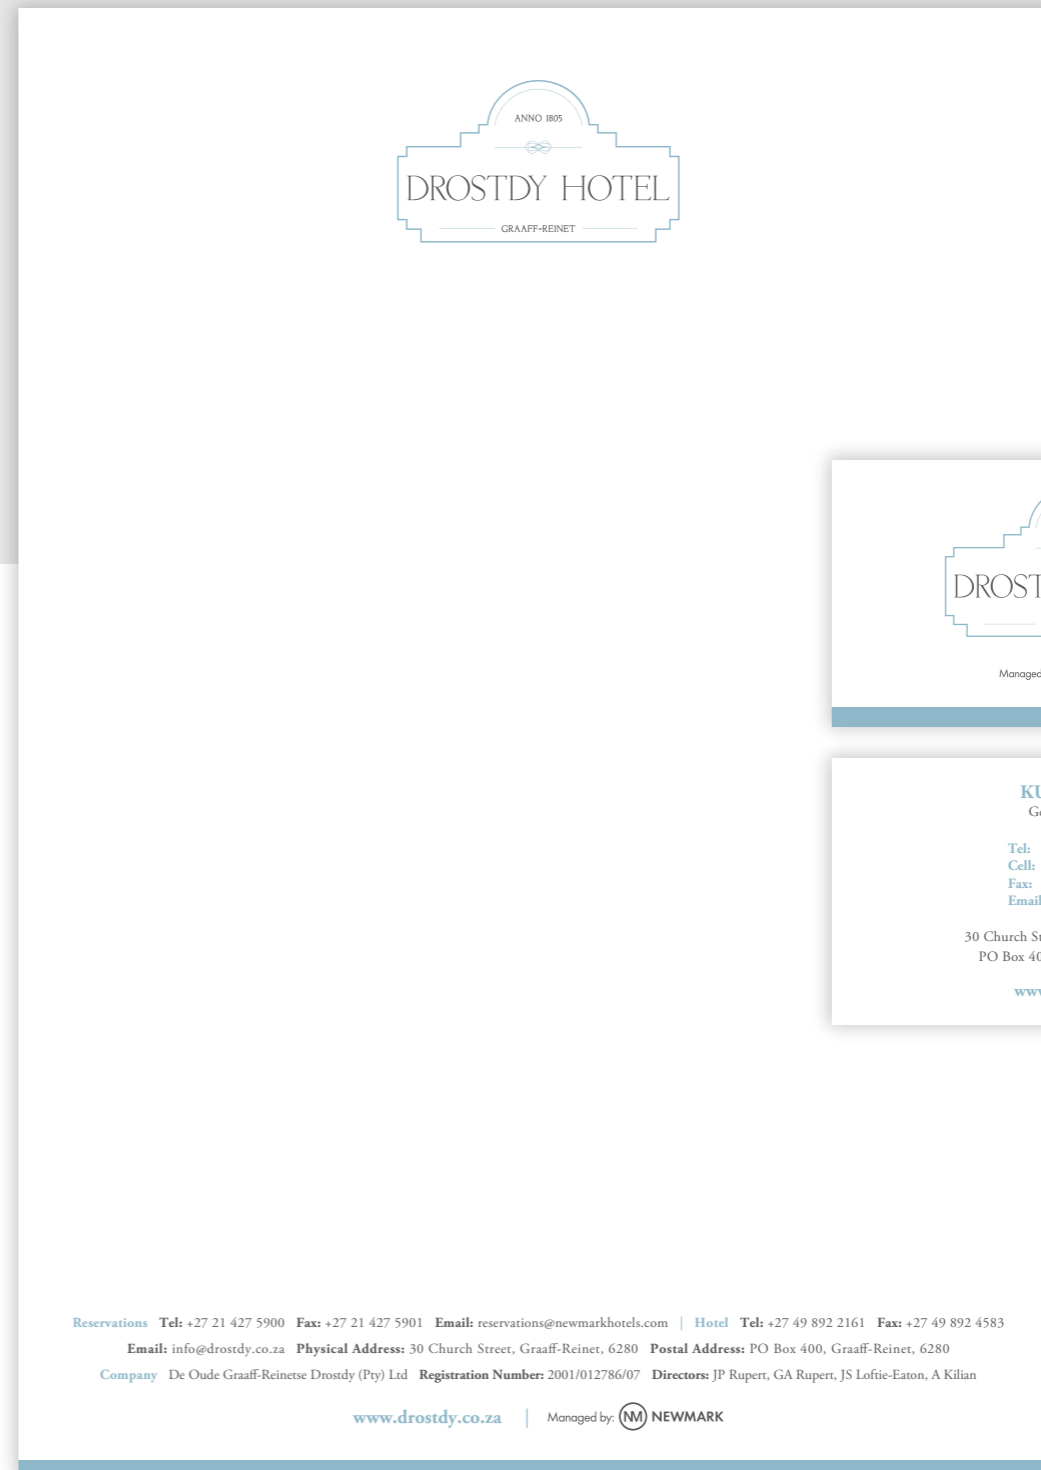 ANNO 1805
DROSTDY HOTEL
GRAAFF-REINET
DROST
Managed
KU
Ge
Tel:
Cell:
Fax:
Email
30 Church St
PO Box 40
www
Reservations Tel: +27 21 427 5900 Fax: +27 21 427 5901 Email: reservations@newmarkhotels.com | Hotel Tel: +27 49 892 2161 Fax: +27 49 892 4583
Email: info@drostdy.co.za Physical Address: 30 Church Street, Graaff-Reinet, 6280 Postal Address: PO Box 400, Graaff-Reinet, 6280
Company De Oude Graaff-Reinetse Drostdy (Pty) Ltd Registration Number: 2001/012786/07 Directors: JP Rupert, GA Rupert, JS Loftie-Eaton, A Kilian
www.drostdy.co.za | Managed by: NM NEWMARK